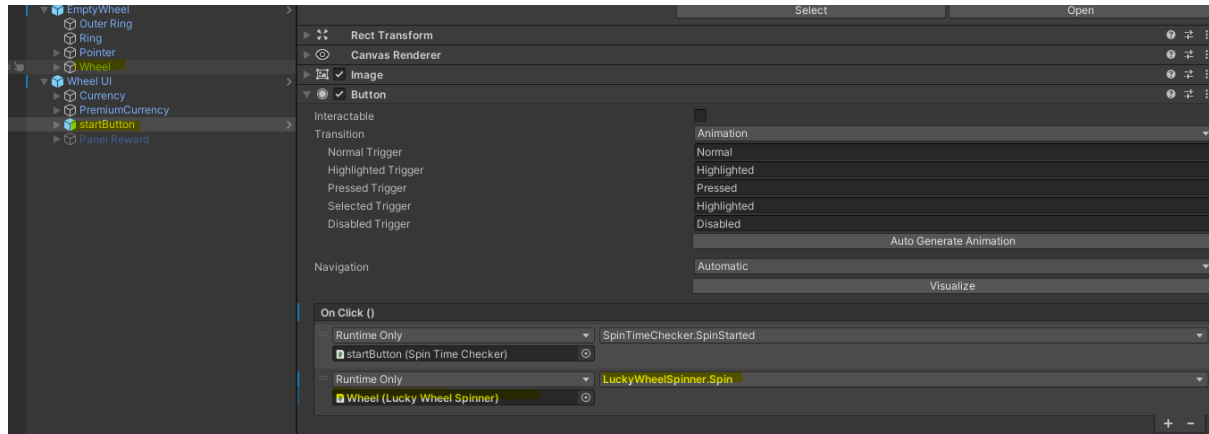 EmptyWheel
Outer Ring
Ring
Pointer
Wheel
Wheel UI
Currency
PremiumCurrency
startButton
Panel Reward
Select Open
Rect Transform
Canvas Renderer
Image
Button
Interactable
Transition Animation
Normal Trigger Normal
Highlighted Trigger Highlighted
Pressed Trigger Pressed
Selected Trigger Highlighted
Disabled Trigger Disabled
Auto Generate Animation
Navigation Automatic
Visualize
On Click ()
Runtime Only SpinTimeChecker.SpinStarted
startButton (Spin Time Checker)
Runtime Only LuckyWheelSpinner.Spin
Wheel (Lucky Wheel Spinner)